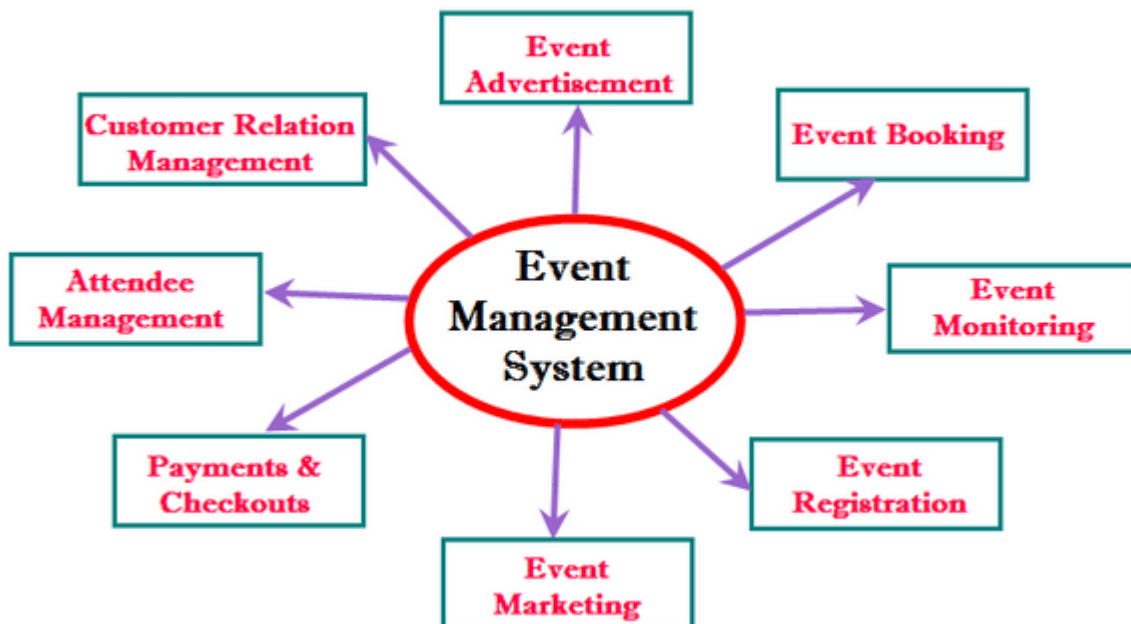 Event
Advertisement
Customer Relation
Management
Event Booking
Event
Management
System
Attendee
Management
Event
Monitoring
Payments &
Checkouts
Event
Registration
Event
Marketing